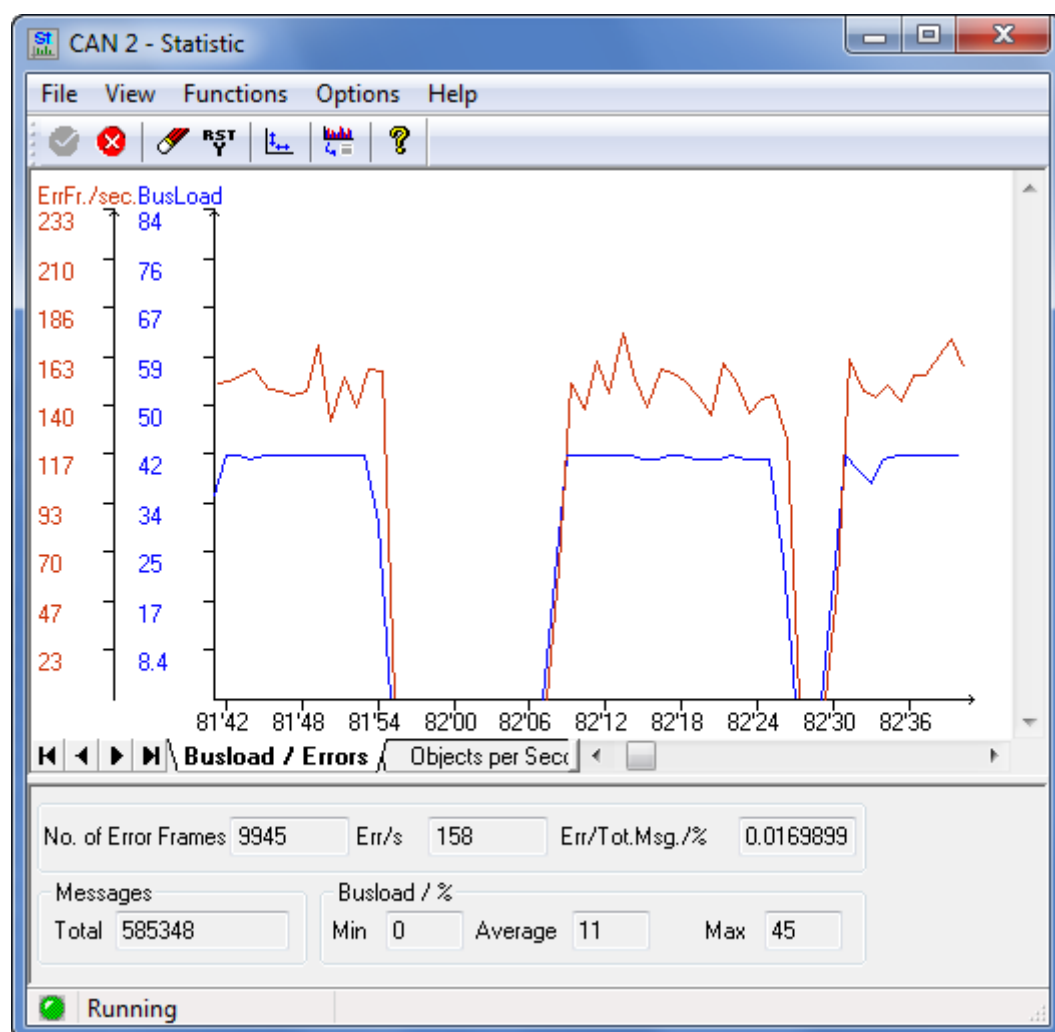 CAN 2 - Statistic
File View Functions Options Help
RST
ErrFr./sec. BusLoad
233 84
210 76
186 67
163 59
140 50
117 42
93 34
70 25
47 17
23 8.4
81'42 81'48 81'54 82'00 82'06 82'12 82'18 82'24 82'30 82'36
Busload / Errors Objects per Seco
No. of Error Frames 9945 Err/s 158 Err/Tot.Msg./% 0.0169899
Messages Busload / %
Total 585348 Min 0 Average 11 Max 45
Running